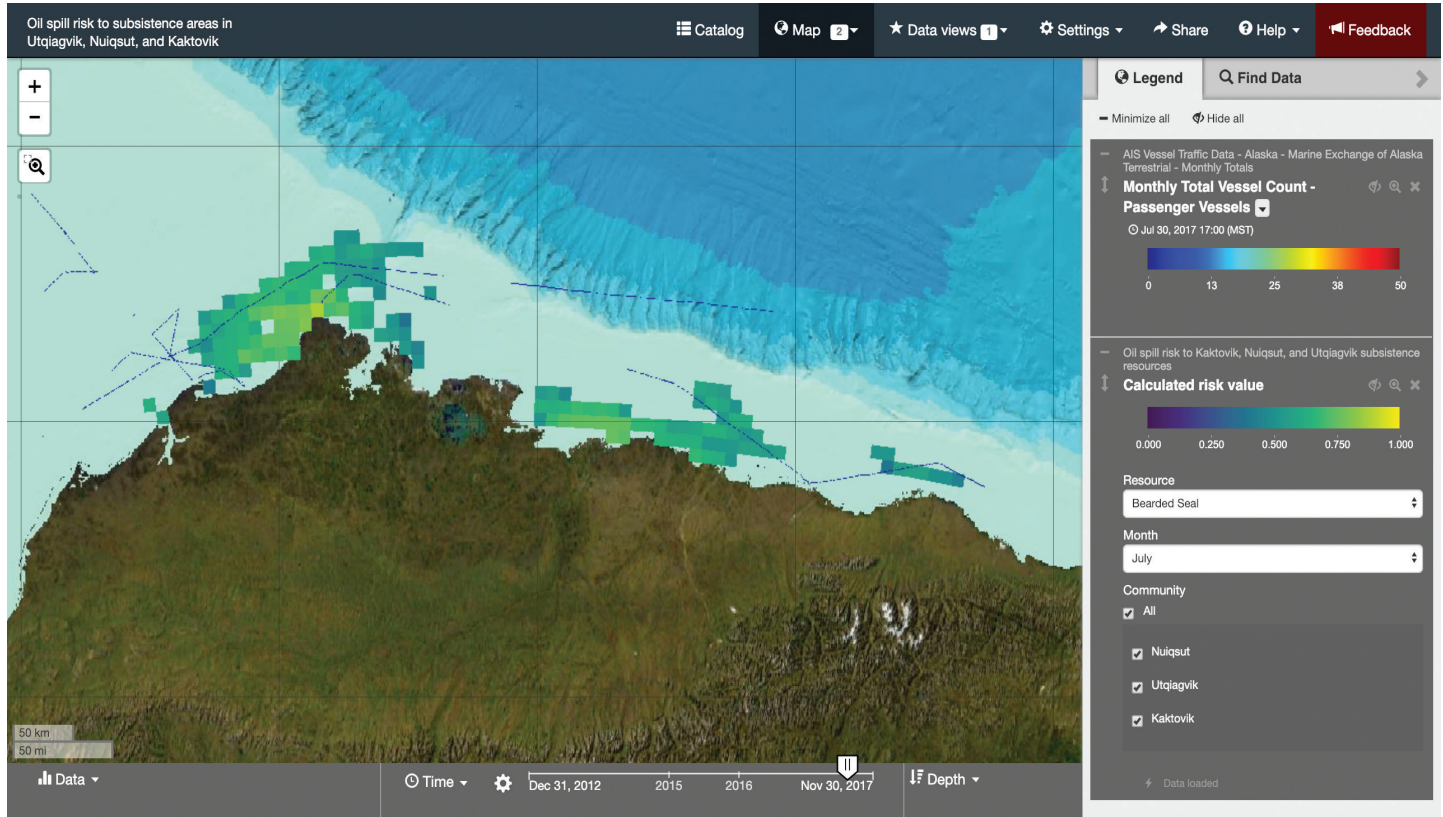 Oil spill risk to subsistence areas in
Utqiagvik, Nuiqsut, and Kaktovik
Catalog
Map 2
Data views 1
Settings
Share
Help
Feedback
+
−
Legend
Find Data
Minimize all
Hide all
AIS Vessel Traffic Data - Alaska - Marine Exchange of Alaska
Terrestrial - Monthly Totals
Monthly Total Vessel Count -
Passenger Vessels
Jul 30, 2017 17:00 (MST)
0 13 25 38 50
Oil spill risk to Kaktovik, Nuiqsut, and Utqiagvik subsistence
resources
Calculated risk value
0.000 0.250 0.500 0.750 1.000
Resource
Bearded Seal
Month
July
Community
All
Nuiqsut
Utqiagvik
Kaktovik
Data loaded
50 km
50 mi
Data
Time
Dec 31, 2012 2015 2016 Nov 30, 2017
Depth